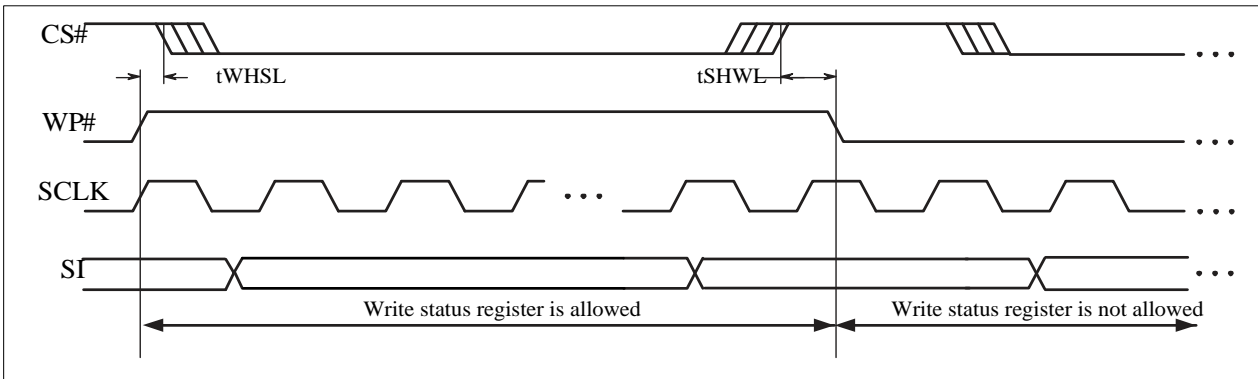 CS#
tWHSL
tSHWL
WP#
SCLK
SI
Write status register is allowed
Write status register is not allowed